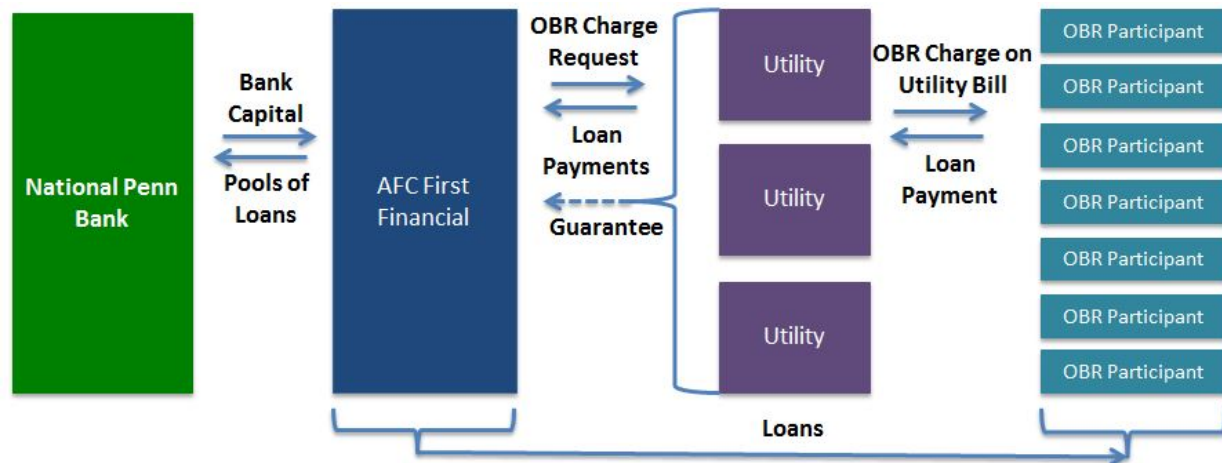 National Penn
Bank
Bank
Capital
Pools of
Loans
AFC First
Financial
OBR Charge
Request
Loan
Payments
Guarantee
Utility
Utility
Utility
OBR Charge on
Utility Bill
Loan
Payment
OBR Participant
OBR Participant
OBR Participant
OBR Participant
OBR Participant
OBR Participant
OBR Participant
Loans